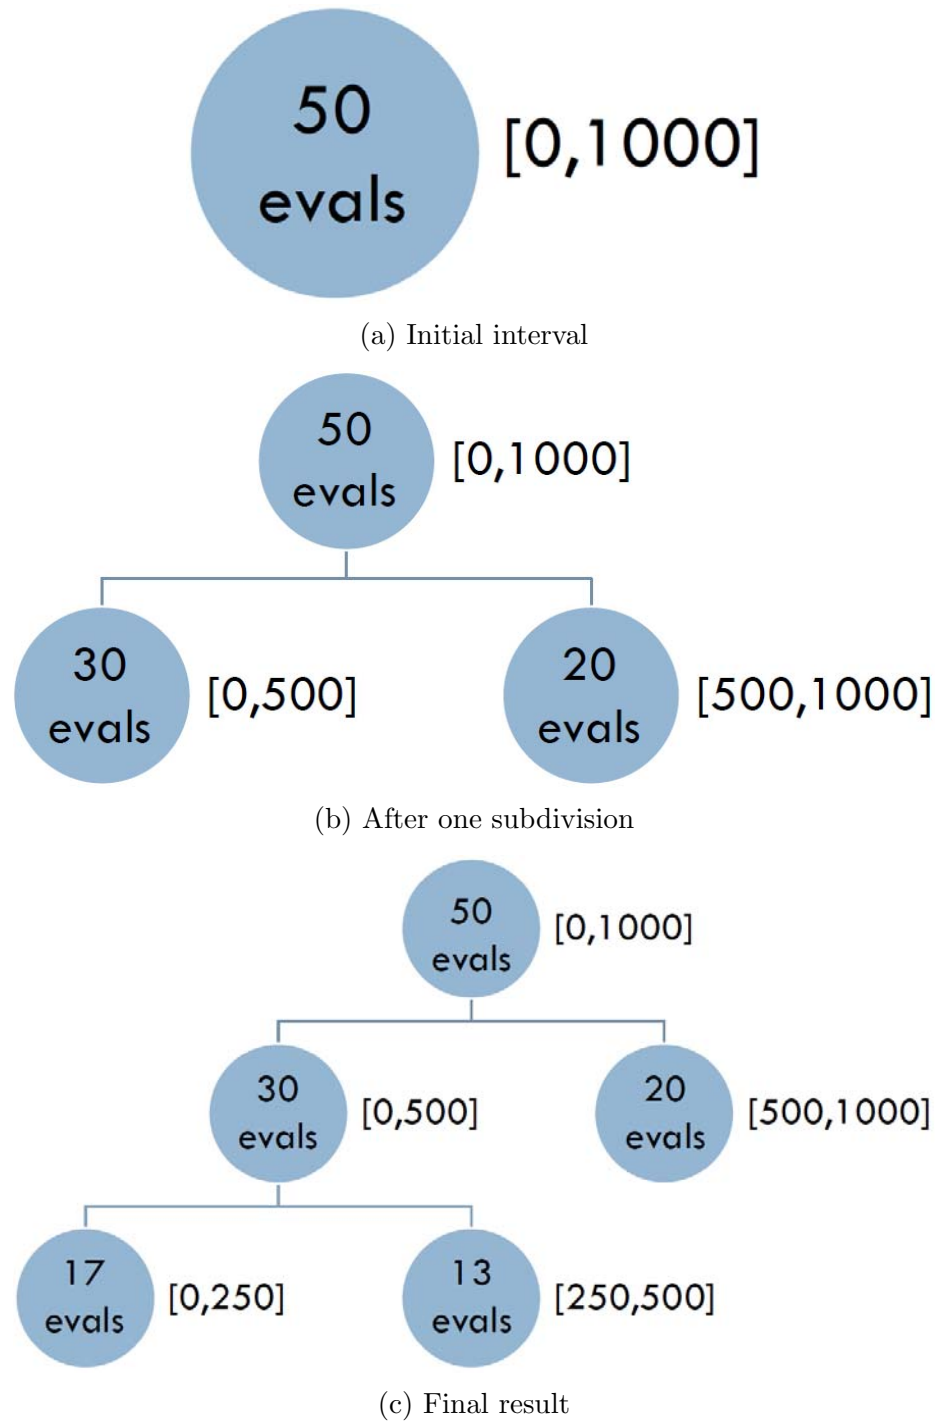 50
evals
[0,1000]
(a) Initial interval
50
evals
[0,1000]
30
evals
[0,500]
20
evals
[500,1000]
(b) After one subdivision
50
evals
[0,1000]
30
evals
[0,500]
20
evals
[500,1000]
17
evals
[0,250]
13
evals
[250,500]
(c) Final result